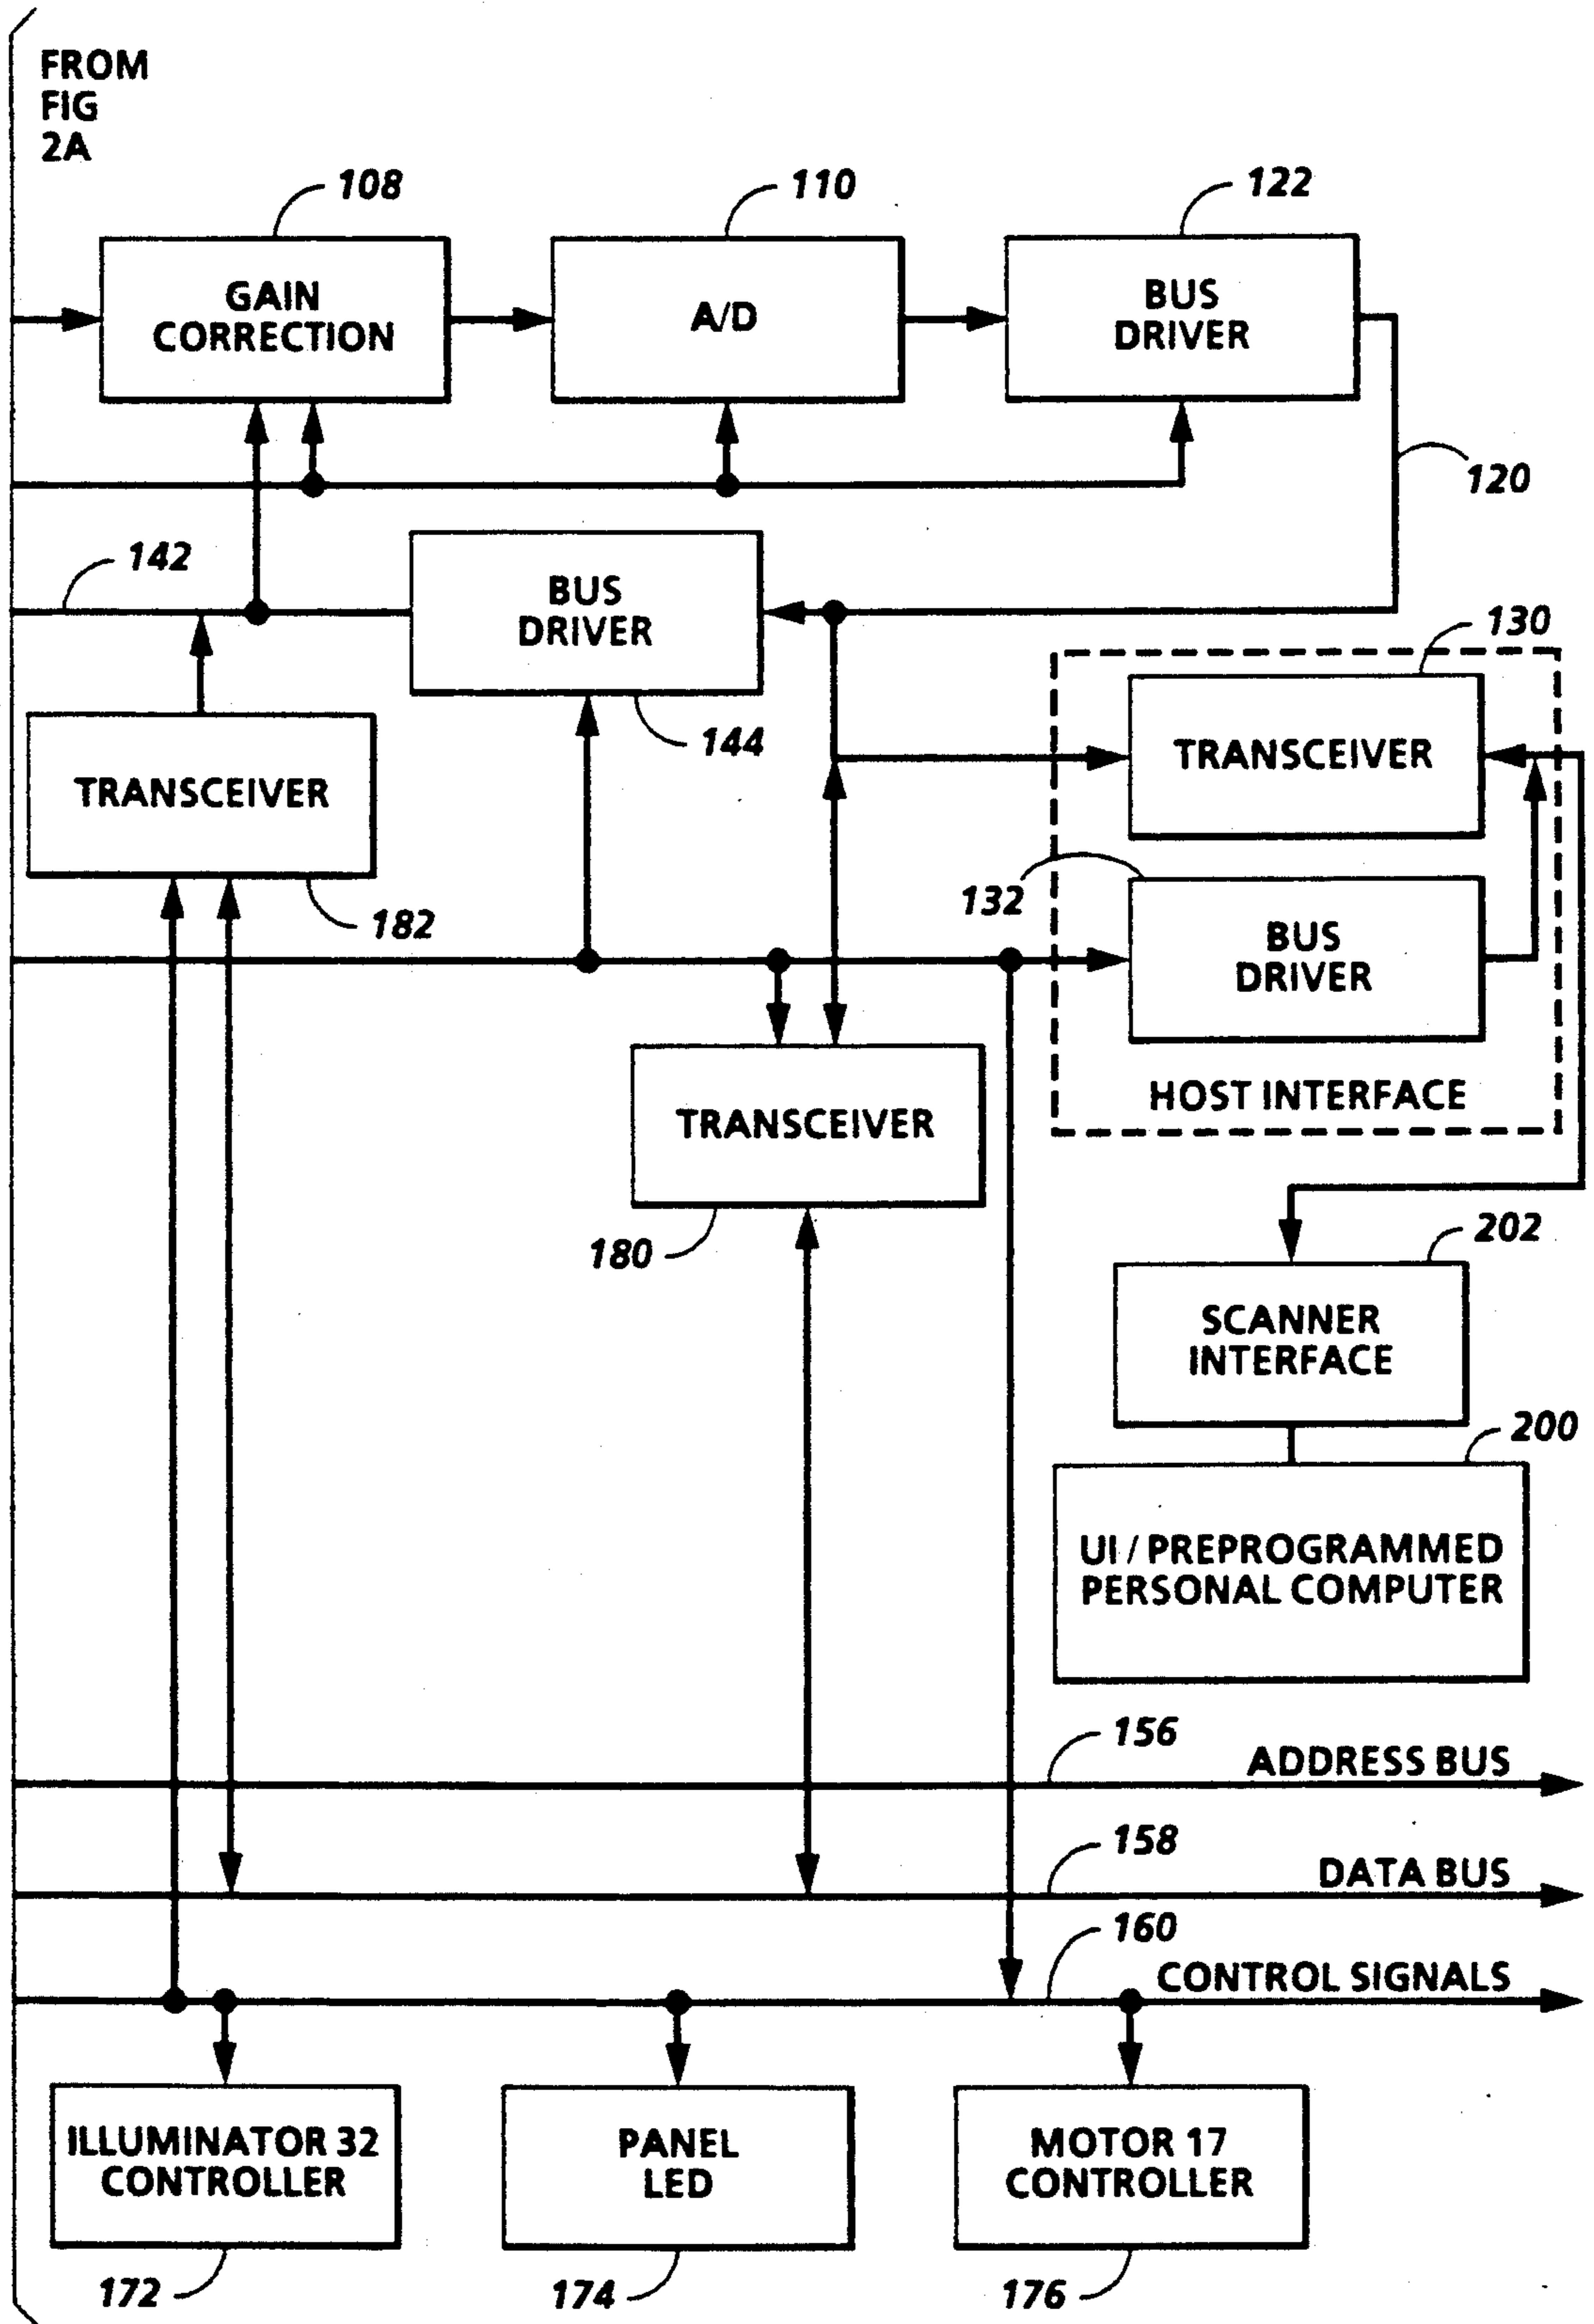 FROM
FIG
2A
108
110
122
GAIN
CORRECTION
A/D
BUS
DRIVER
120
142
BUS
DRIVER
130
144
TRANSCEIVER
TRANSCEIVER
182
132
BUS
DRIVER
HOST INTERFACE
TRANSCEIVER
180
202
SCANNER
INTERFACE
200
UI / PREPROGRAMMED
PERSONAL COMPUTER
156
ADDRESS BUS
158
DATA BUS
160
CONTROL SIGNALS
ILLUMINATOR 32
CONTROLLER
PANEL
LED
MOTOR 17
CONTROLLER
172
174
176